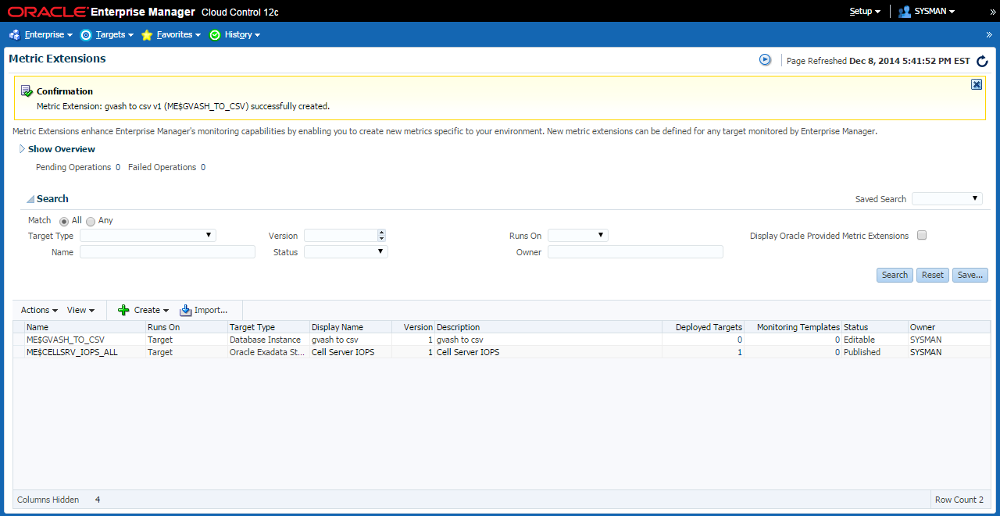 ORACLE Enterprise Manager Cloud Control 12c Setup SYSMAN »
Enterprise Targets Favorites History »
Metric Extensions Page Refreshed Dec 8, 2014 5:41:52 PM EST
Confirmation
Metric Extension: gvash to csv v1 (ME$GVASH_TO_CSV) successfully created.
Metric Extensions enhance Enterprise Manager's monitoring capabilities by enabling you to create new metrics specific to your environment. New metric extensions can be defined for any target monitored by Enterprise Manager.
Show Overview
Pending Operations 0 Failed Operations 0
Search Saved Search
Match All Any
Target Type Version Runs On Display Oracle Provided Metric Extensions
Name Status Owner
Search Reset Save...
Actions View Create Import...
Name Runs On Target Type Display Name Version Description Deployed Targets Monitoring Templates Status Owner
ME$GVASH_TO_CSV Target Database Instance gvash to csv 1 gvash to csv 0 0 Editable SYSMAN
ME$CELLSRV_IOPS_ALL Target Oracle Exadata St... Cell Server IOPS 1 Cell Server IOPS 1 0 Published SYSMAN
Columns Hidden 4 Row Count 2